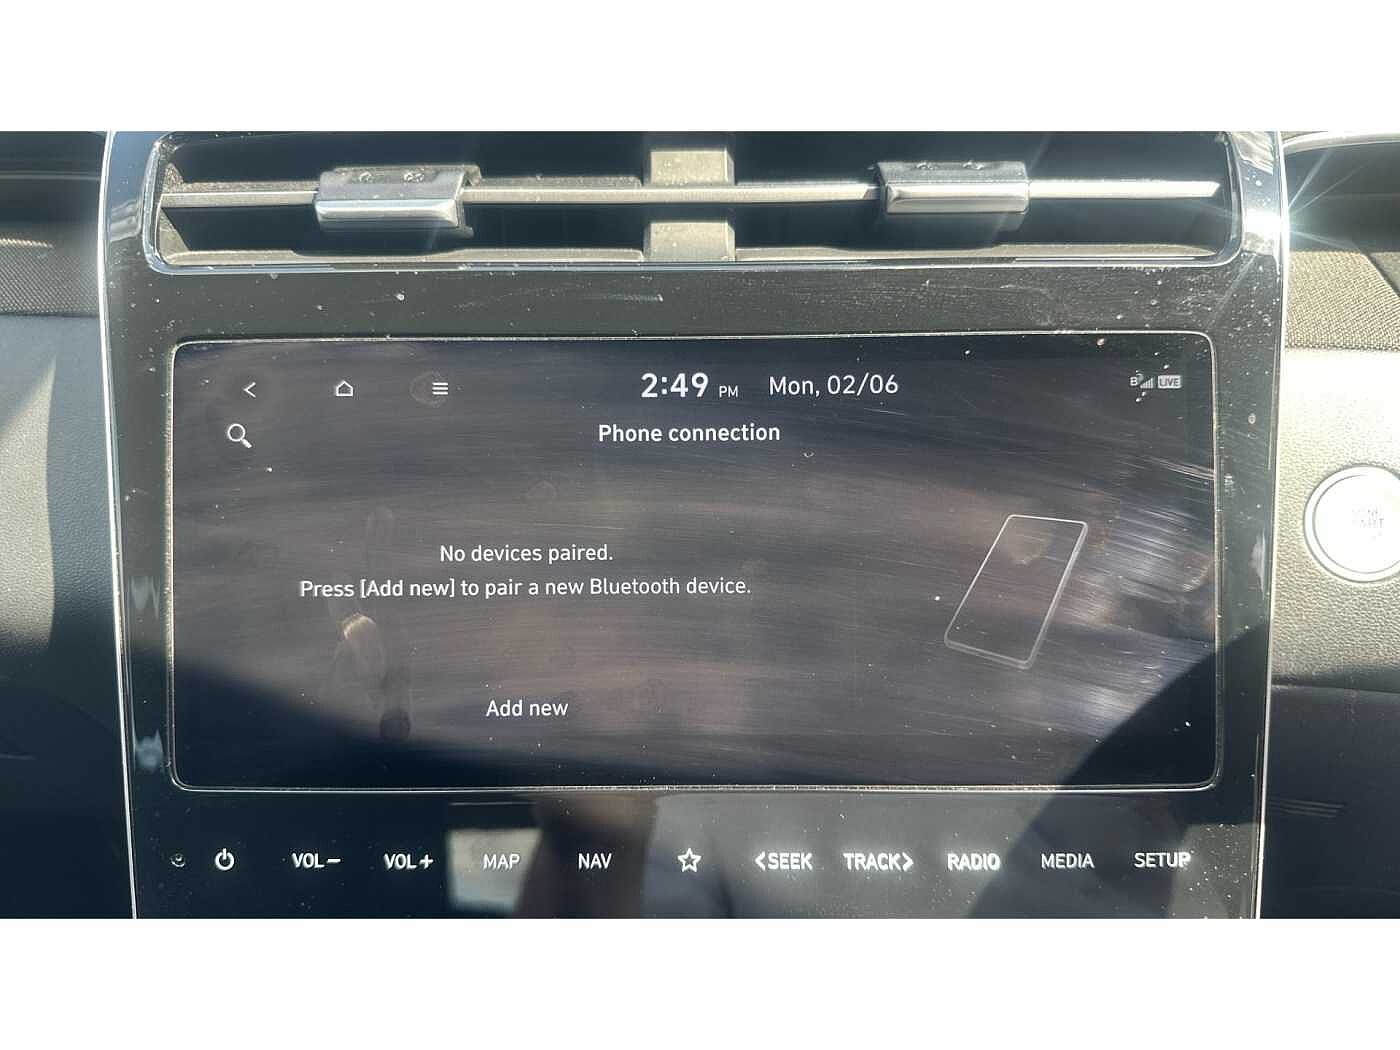 2:49 PM Mon, 02/06
B LIVE
Phone connection
No devices paired.
Press [Add new] to pair a new Bluetooth device.
Add new
VOL− VOL+ MAP NAV <SEEK TRACK> RADIO MEDIA SETUP